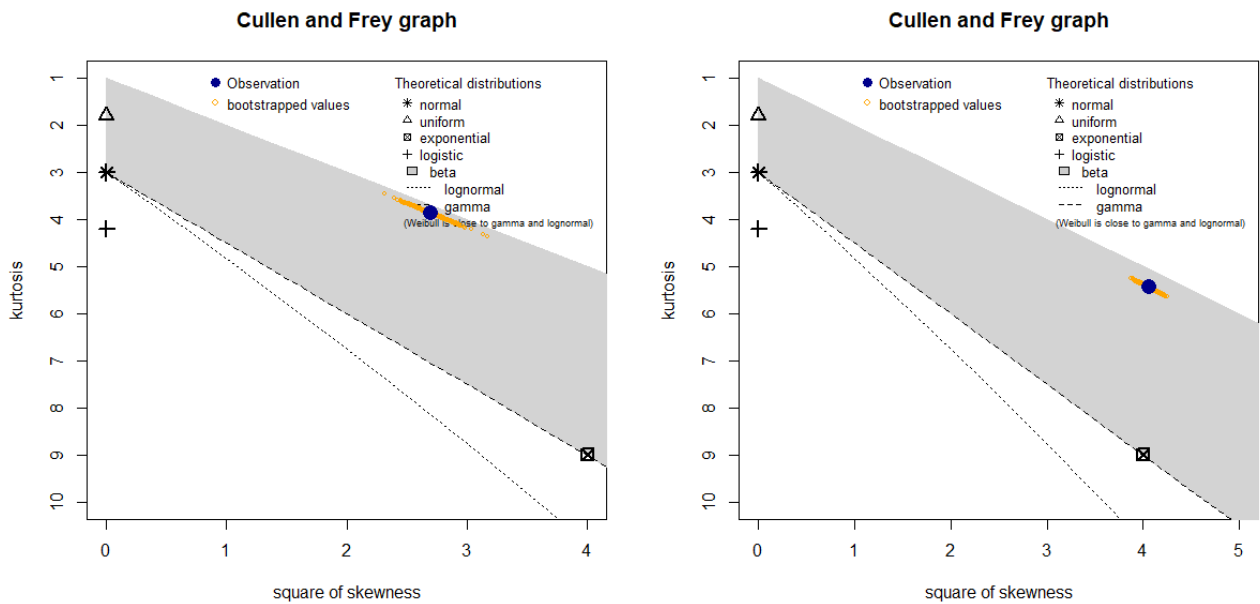 Cullen and Frey graph
Observation
bootstrapped values
Theoretical distributions
normal
uniform
exponential
logistic
beta
lognormal
gamma
(Weibull is close to gamma and lognormal)
kurtosis
1
2
3
4
5
6
7
8
9
10
0 1 2 3 4
square of skewness
Cullen and Frey graph
Observation
bootstrapped values
Theoretical distributions
normal
uniform
exponential
logistic
beta
lognormal
gamma
(Weibull is close to gamma and lognormal)
kurtosis
1
2
3
4
5
6
7
8
9
10
0 1 2 3 4 5
square of skewness